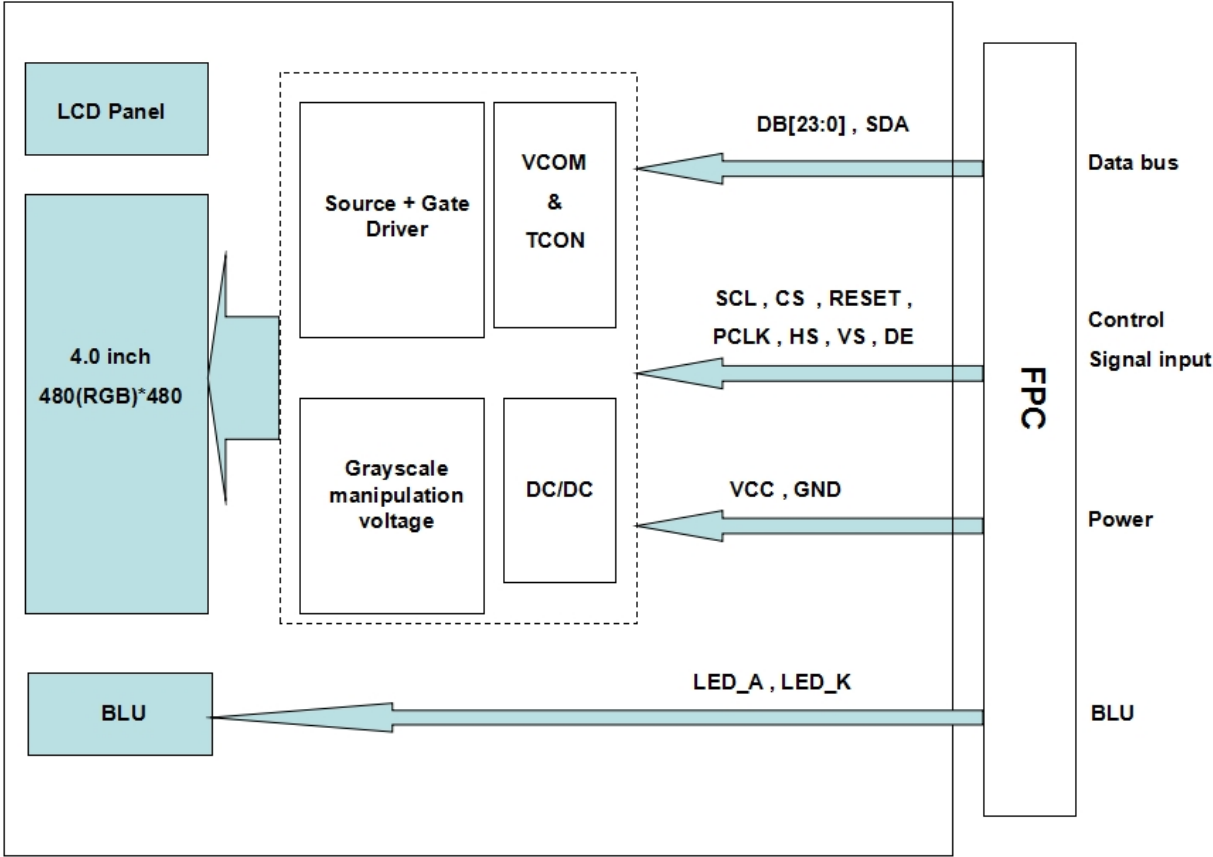 LCD Panel
4.0 inch
480(RGB)*480
BLU
Source + Gate
Driver
VCOM
&
TCON
Grayscale
manipulation
voltage
DC/DC
DB[23:0] , SDA
SCL , CS , RESET ,
PCLK , HS , VS , DE
VCC , GND
LED_A , LED_K
FPC
Data bus
Control
Signal input
Power
BLU